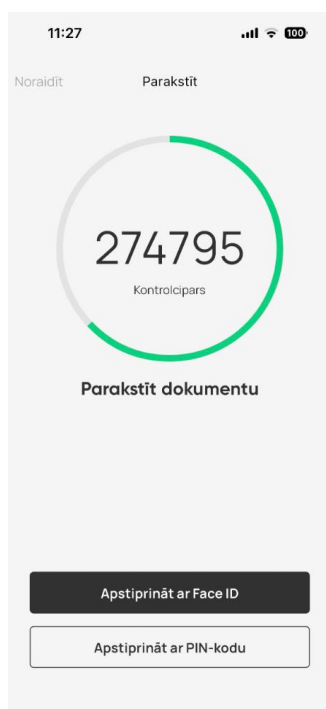 11:27
100
Noraidīt
Parakstīt
274795
Kontrolcipars
Parakstīt dokumentu
Apstiprināt ar Face ID
Apstiprināt ar PIN-kodu